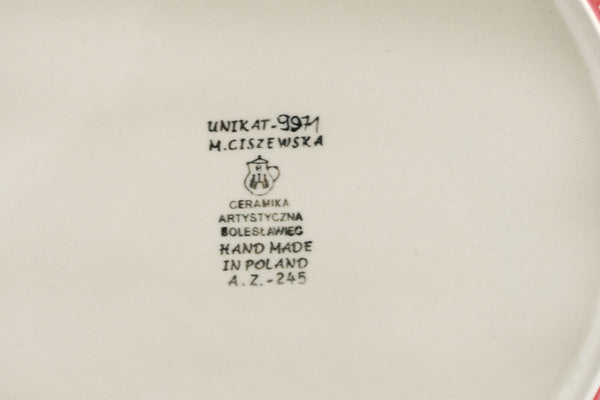 UNIKAT-9971
M.CISZEWSKA
CERAMIKA
ARTYSTYCZNA
BOLESŁAWIEC
HAND MADE
IN POLAND
A.Z.-245